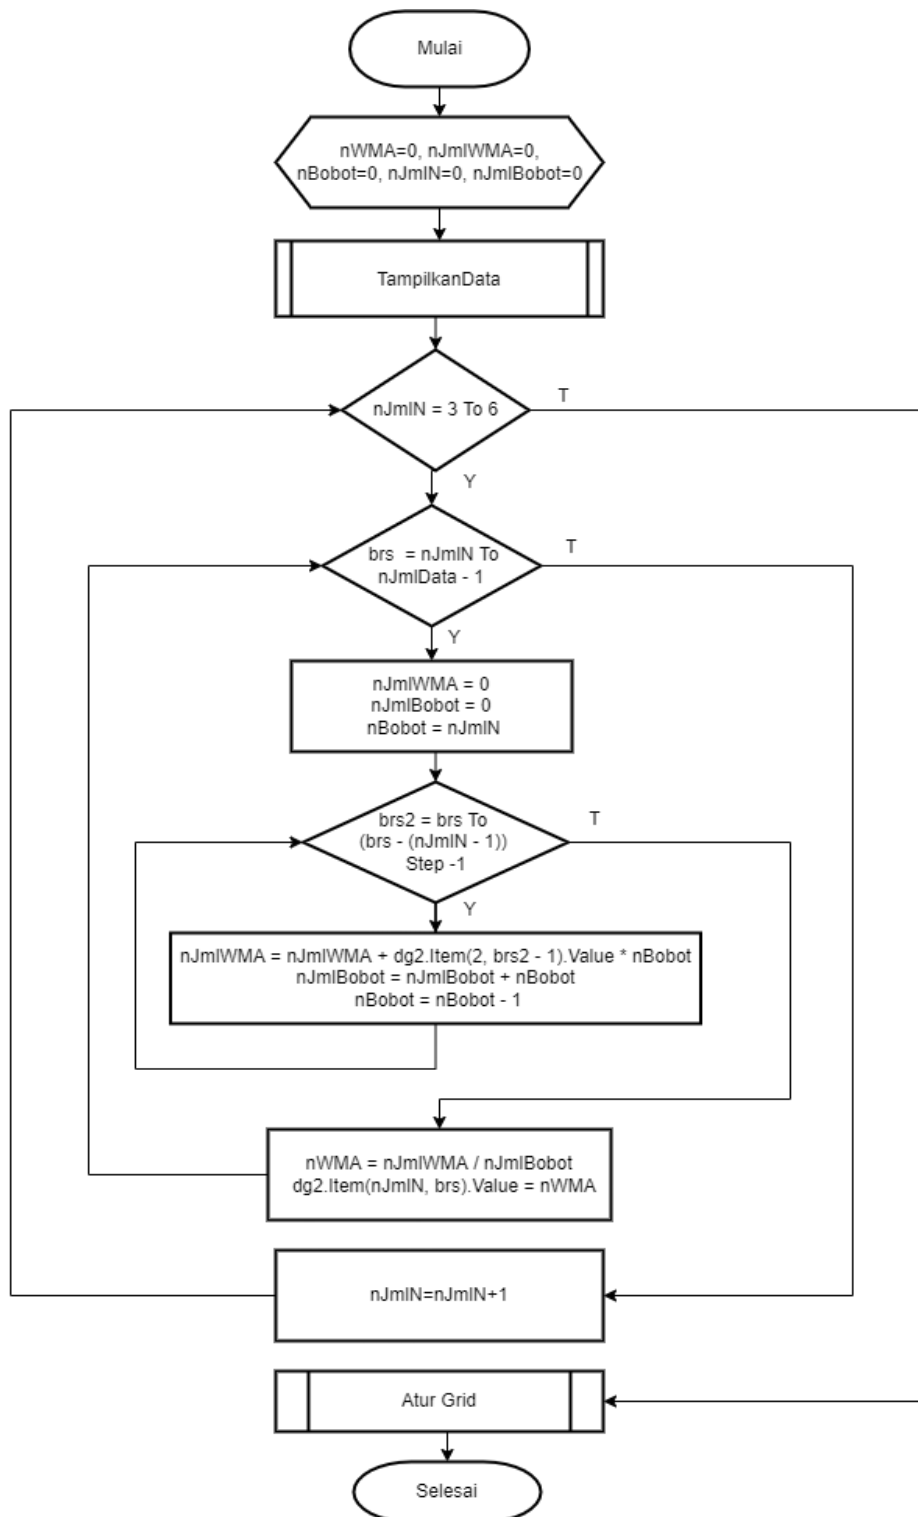 Mulai
nWMA=0, nJmlWMA=0,
nBobot=0, nJmlN=0, nJmlBobot=0
TampilkanData
nJmlN = 3 To 6
T
Y
brs  = nJmlN To
nJmlData - 1
T
Y
nJmlWMA = 0
nJmlBobot = 0
nBobot = nJmlN
brs2 = brs To
(brs - (nJmlN - 1))
Step -1
T
Y
nJmlWMA = nJmlWMA + dg2.Item(2, brs2 - 1).Value * nBobot
nJmlBobot = nJmlBobot + nBobot
nBobot = nBobot - 1
nWMA = nJmlWMA / nJmlBobot
dg2.Item(nJmlN, brs).Value = nWMA
nJmlN=nJmlN+1
Atur Grid
Selesai